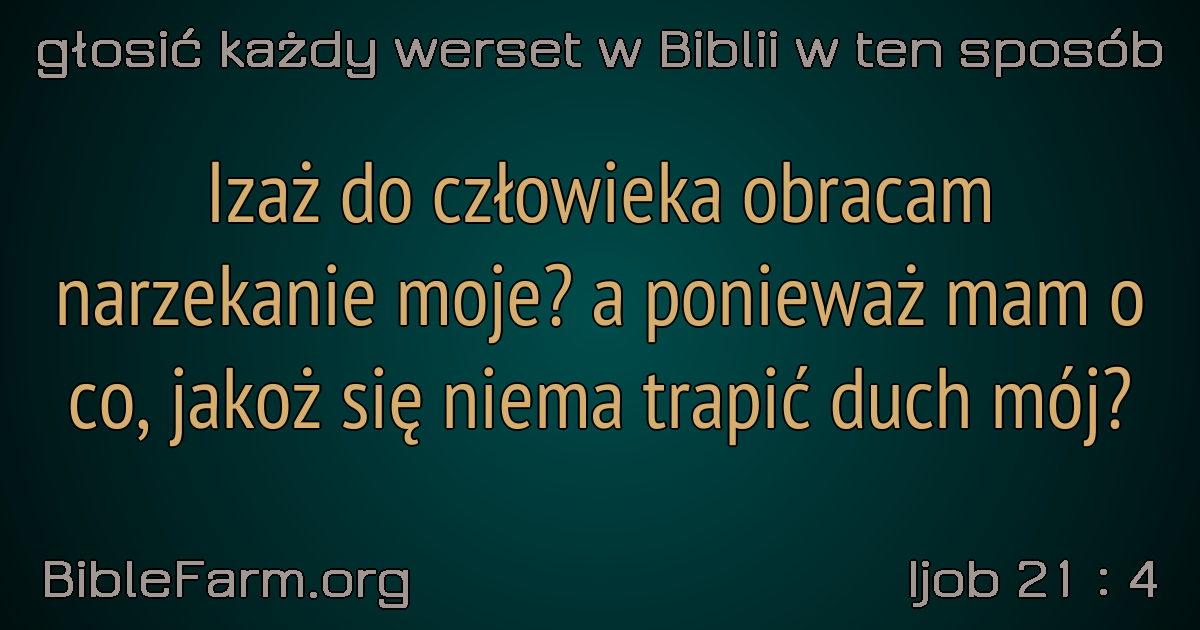 głosić każdy werset w Biblii w ten sposób
Izaż do człowieka obracam
narzekanie moje? a ponieważ mam o
co, jakoż się niema trapić duch mój?
BibleFarm.org
Ijob 21 : 4